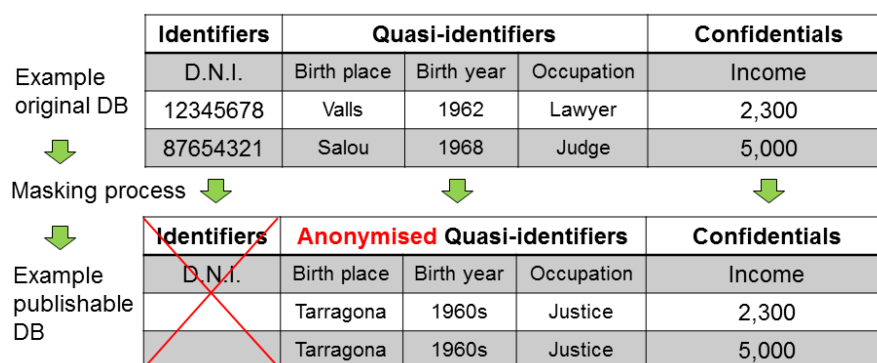 Identifiers Quasi-identifiers Confidentials
Example original DB
D.N.I. Birth place Birth year Occupation Income
12345678 Valls 1962 Lawyer 2,300
87654321 Salou 1968 Judge 5,000
Masking process
Identifiers Anonymised Quasi-identifiers Confidentials
Example publishable DB
D.N.I. Birth place Birth year Occupation Income
Tarragona 1960s Justice 2,300
Tarragona 1960s Justice 5,000